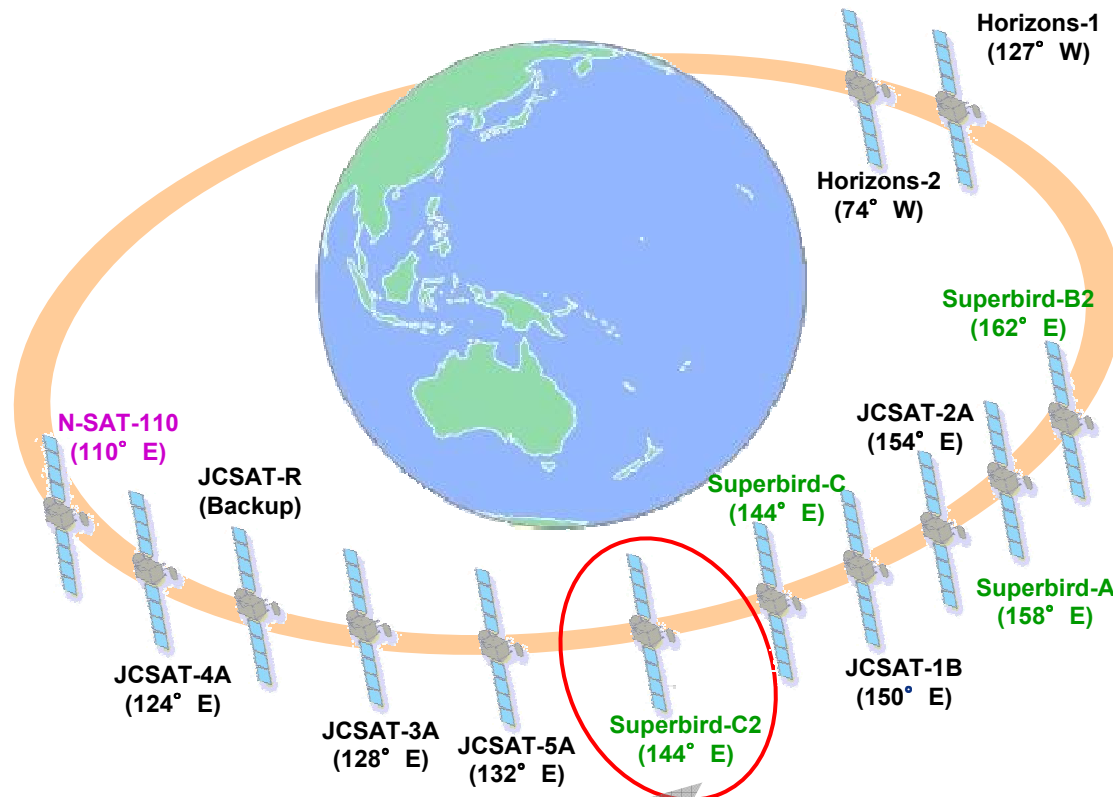 Horizons-1
(127° W)
Horizons-2
(74° W)
Superbird-B2
(162° E)
N-SAT-110
(110° E)
JCSAT-2A
(154° E)
JCSAT-R
(Backup)
Superbird-C
(144° E)
Superbird-A
(158° E)
JCSAT-4A
(124° E)
JCSAT-1B
(150° E)
JCSAT-3A
(128° E)
JCSAT-5A
(132° E)
Superbird-C2
(144° E)